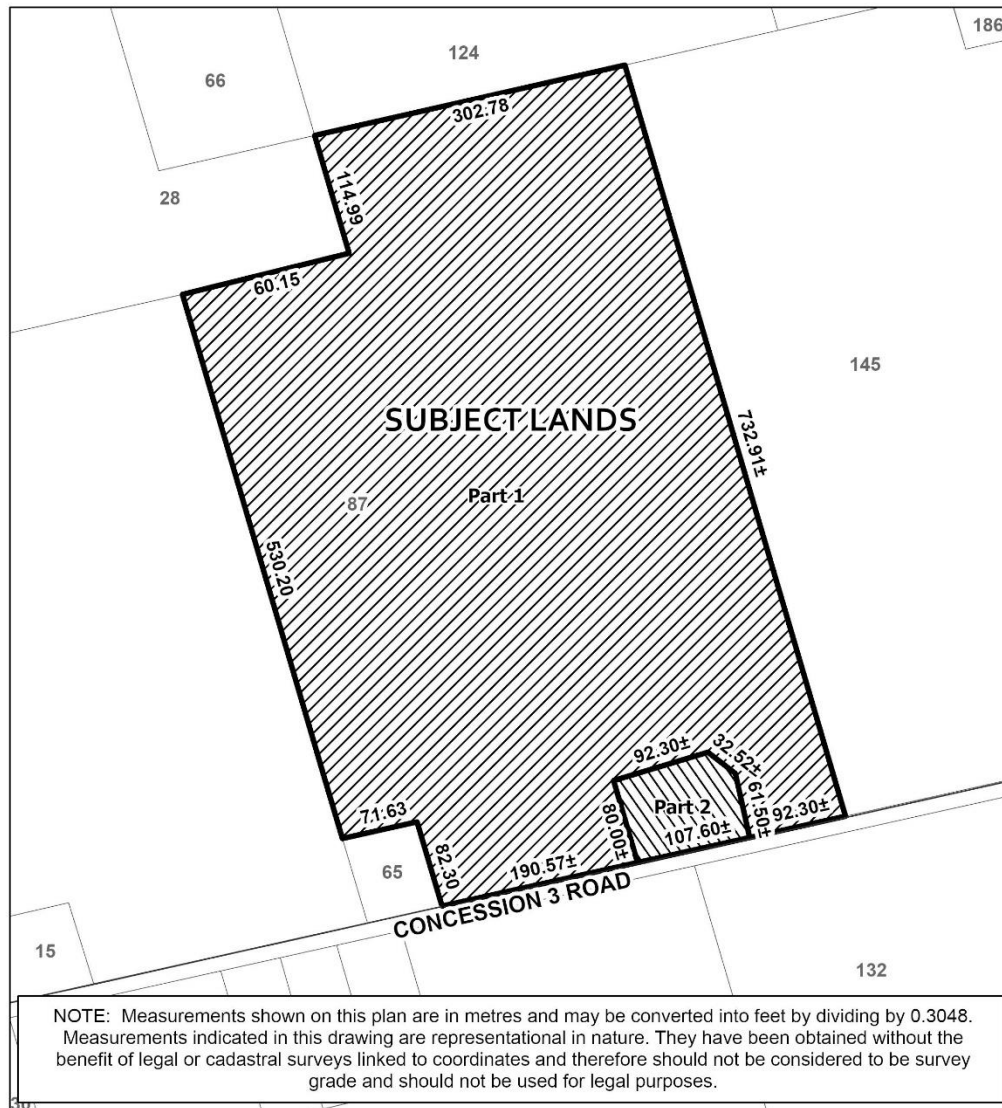 186
124
66
302.78
114.99
28
60.15
145
SUBJECT LANDS
732.91±
Part 1
87
530.20
92.30±
32.52±
Part 2
71.63
80.00±
107.60±
61.50±
92.30±
82.30
190.57±
65
CONCESSION 3 ROAD
15
132
NOTE: Measurements shown on this plan are in metres and may be converted into feet by dividing by 0.3048.
Measurements indicated in this drawing are representational in nature. They have been obtained without the
benefit of legal or cadastral surveys linked to coordinates and therefore should not be considered to be survey
grade and should not be used for legal purposes.